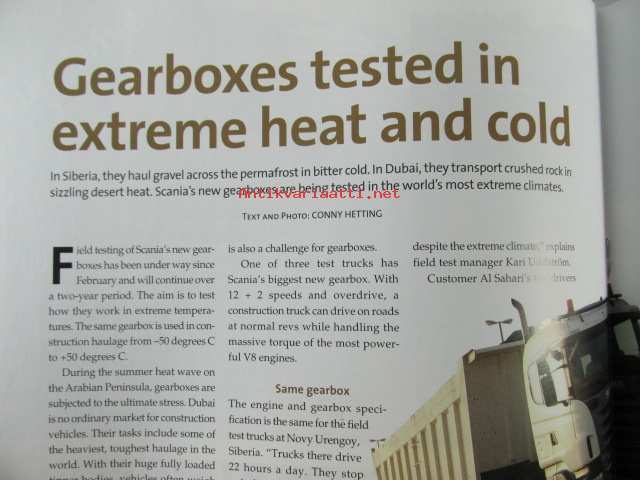 Gearboxes tested in
extreme heat and cold
In Siberia, they haul gravel across the permafrost in bitter cold. In Dubai, they transport crushed rock in
sizzling desert heat. Scania's new gearboxes are being tested in the world's most extreme climates.
Antikvariaatti.net
TEXT AND PHOTO: CONNY HETTING
Field testing of Scania's new gear-
boxes has been under way since
February and will continue over
a two-year period. The aim is to test
how they work in extreme tempera-
tures. The same gearbox is used in con-
struction haulage from –50 degrees C
to +50 degrees C.
During the summer heat wave on
the Arabian Peninsula, gearboxes are
subjected to the ultimate stress. Dubai
is no ordinary market for construction
vehicles. Their tasks include some of
the heaviest, toughest haulage in the
world. With their huge fully loaded
tipper bodies, vehicles often weigh
is also a challenge for gearboxes.
One of three test trucks has
Scania's biggest new gearbox. With
12 + 2 speeds and overdrive, a
construction truck can drive on roads
at normal revs while handling the
massive torque of the most power-
ful V8 engines.
Same gearbox
The engine and gearbox speci-
fication is the same for the field
test trucks at Novy Urengoy,
Siberia. "Trucks there drive
22 hours a day. They stop
despite the extreme climate," explains
field test manager Kari
Customer Al Sahari's drivers